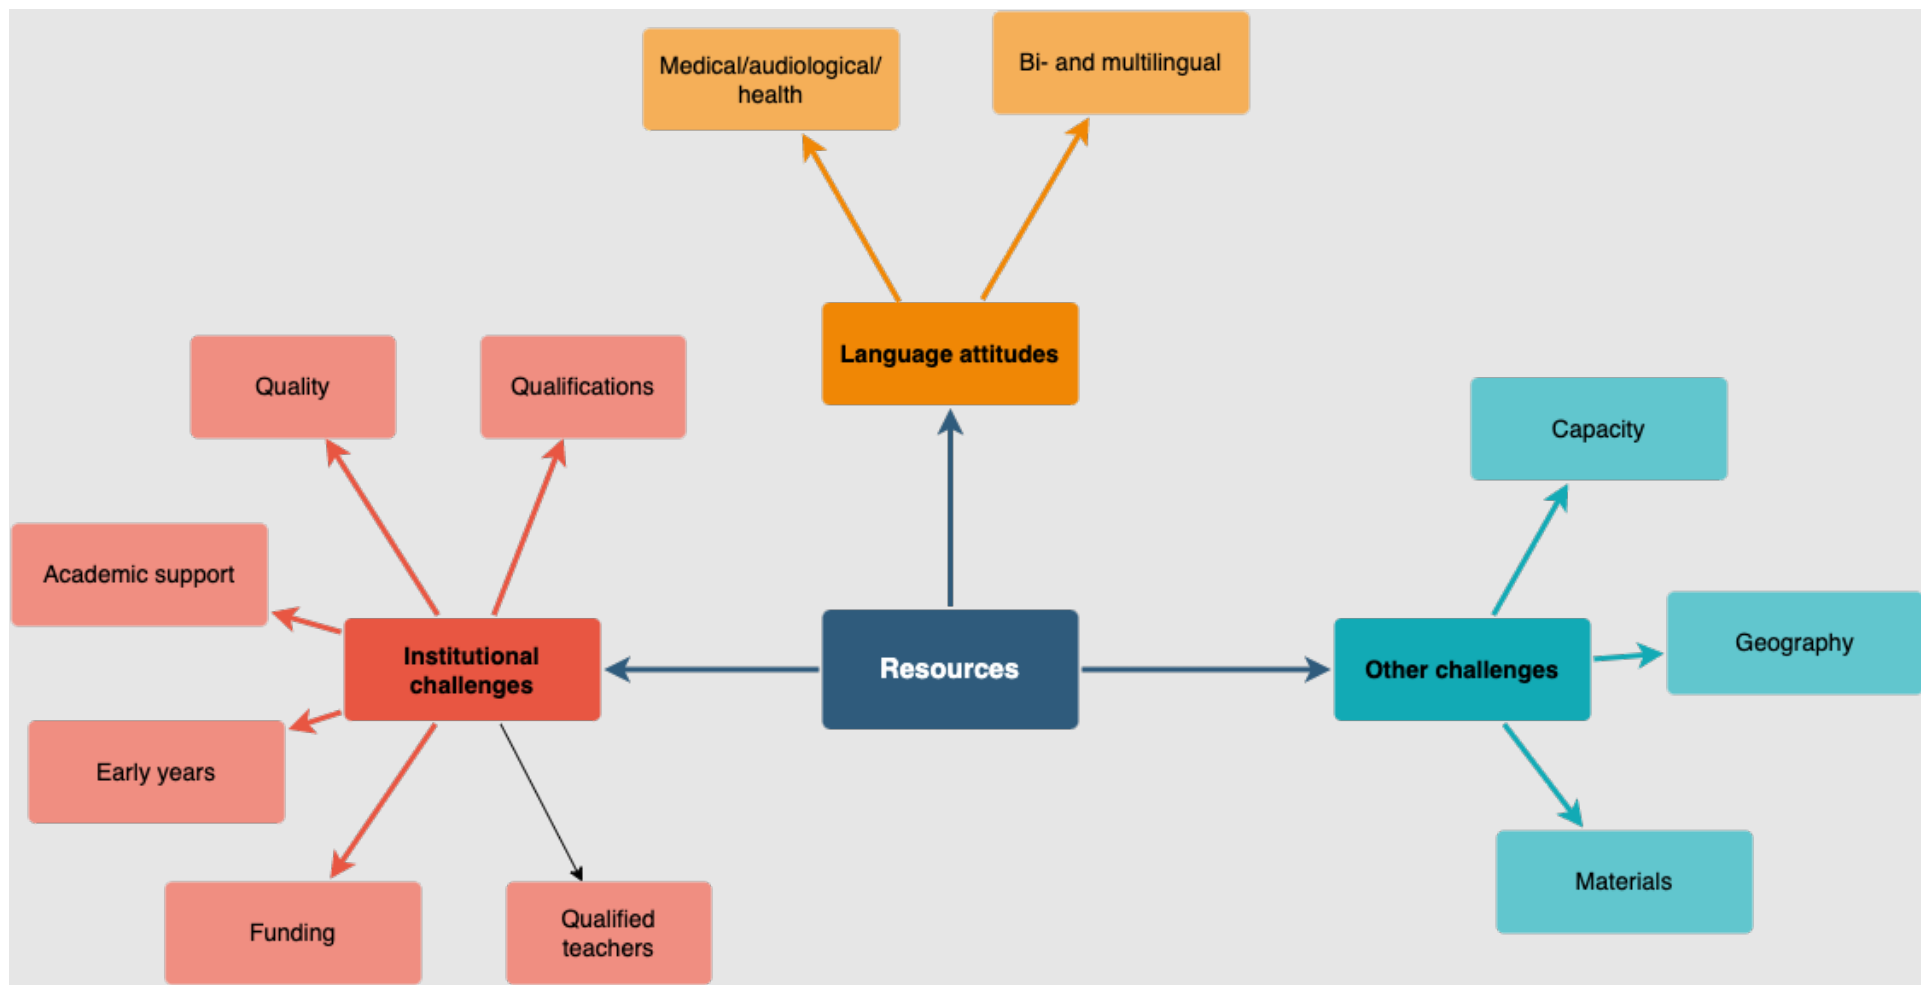 Medical/audiological/
health
Bi- and multilingual
Language attitudes
Quality
Qualifications
Capacity
Academic support
Institutional
challenges
Resources
Other challenges
Geography
Early years
Materials
Funding
Qualified
teachers